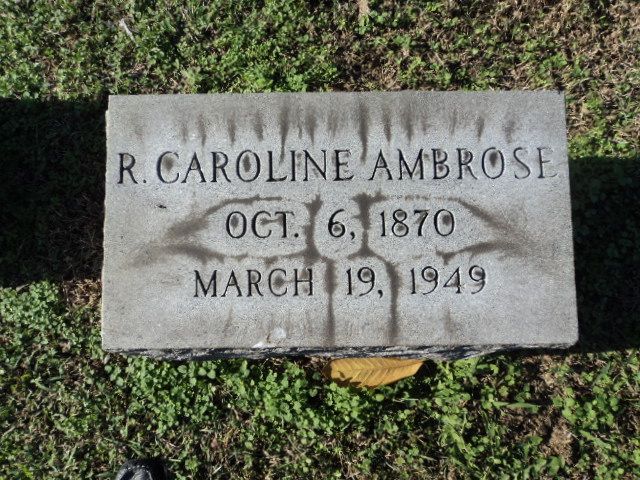 R. CAROLINE AMBROSE
OCT. 6, 1870
MARCH 19, 1949